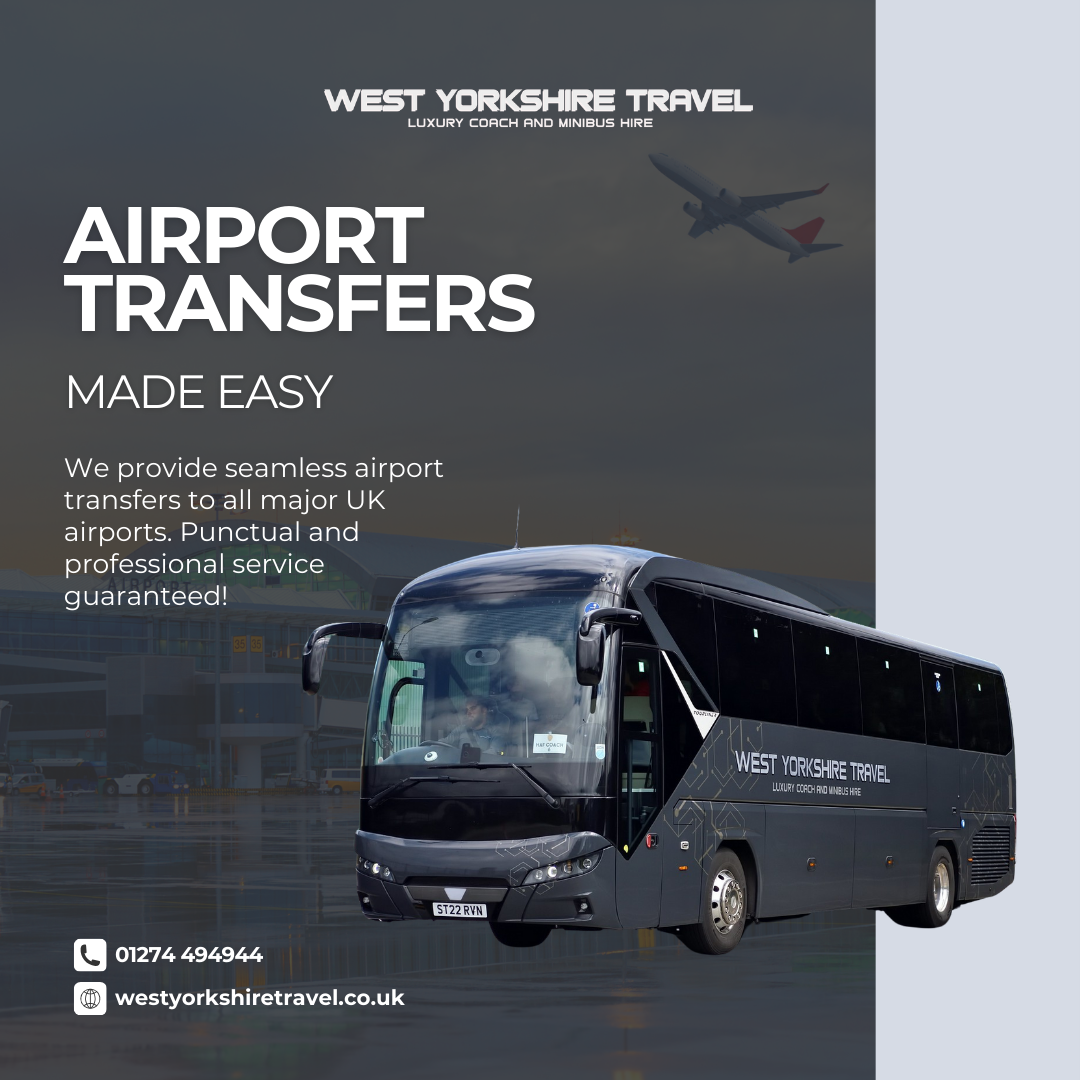 WEST YORKSHIRE TRAVEL
LUXURY COACH AND MINIBUS HIRE
AIRPORT
TRANSFERS
MADE EASY
We provide seamless airport
transfers to all major UK
airports. Punctual and
professional service
guaranteed!
AIRPORT
WEST YORKSHIRE TRAVEL
LUXURY COACH AND MINIBUS HIRE
ST22 RVN
01274 494944
westyorkshiretravel.co.uk